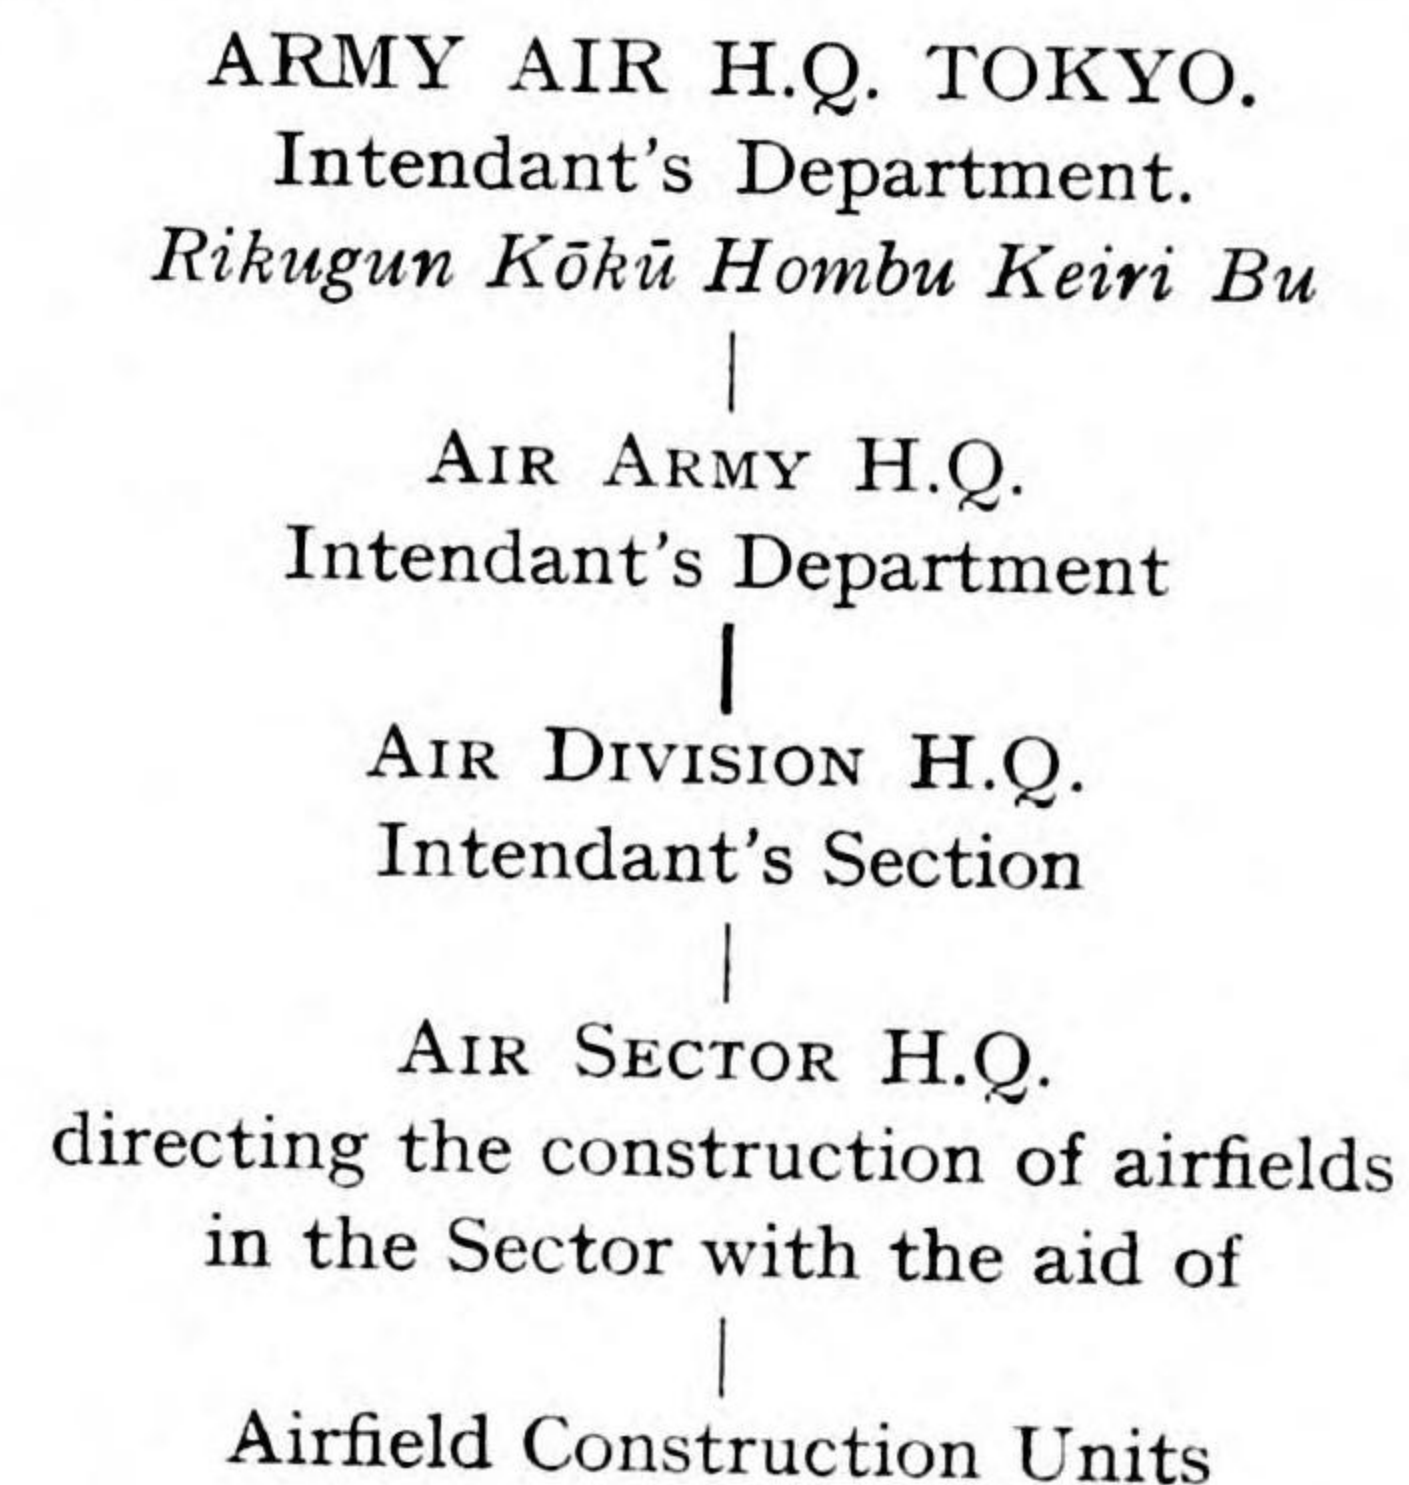 ARMY AIR H.Q. TOKYO.
Intendant's Department.
Rikugun Kōkū Hombu Keiri Bu
AIR ARMY H.Q.
Intendant's Department
AIR DIVISION H.Q.
Intendant's Section
AIR SECTOR H.Q.
directing the construction of airfields
in the Sector with the aid of
Airfield Construction Units